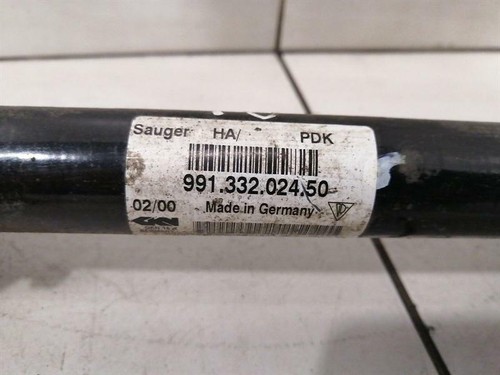 Sauger HA/ PDK
991.332.024.50
02/00 Made in Germany